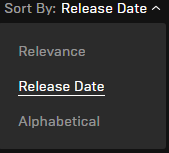 Sort By: Release Date
Relevance
Release Date
Alphabetical